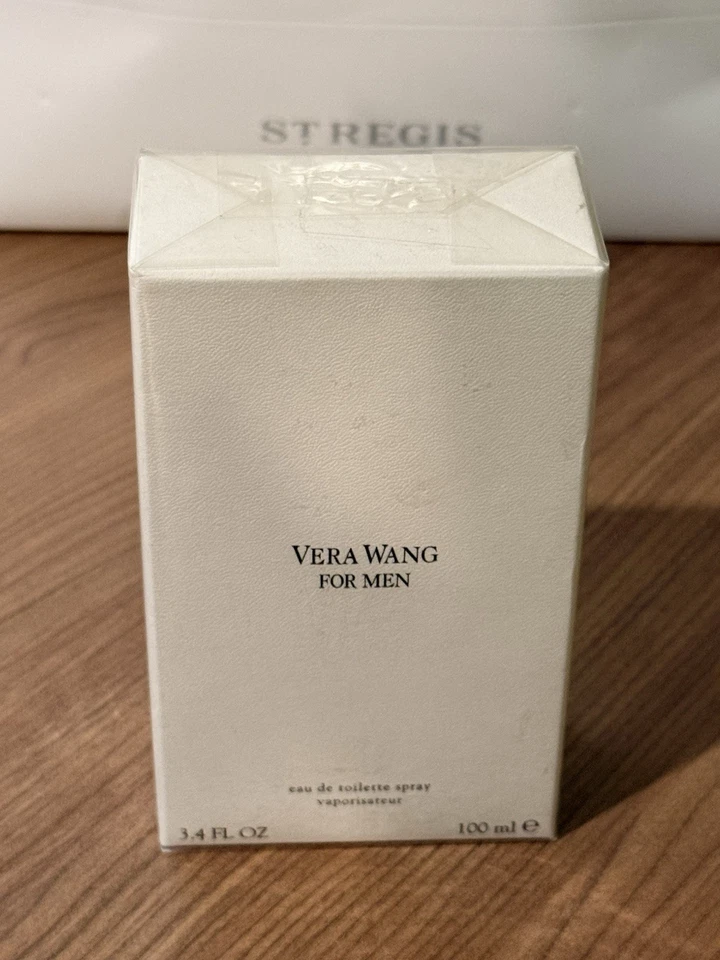 ST REGIS
VERA WANG
FOR MEN
eau de toilette spray
vaporisateur
3.4 FL OZ 100 ml ℮